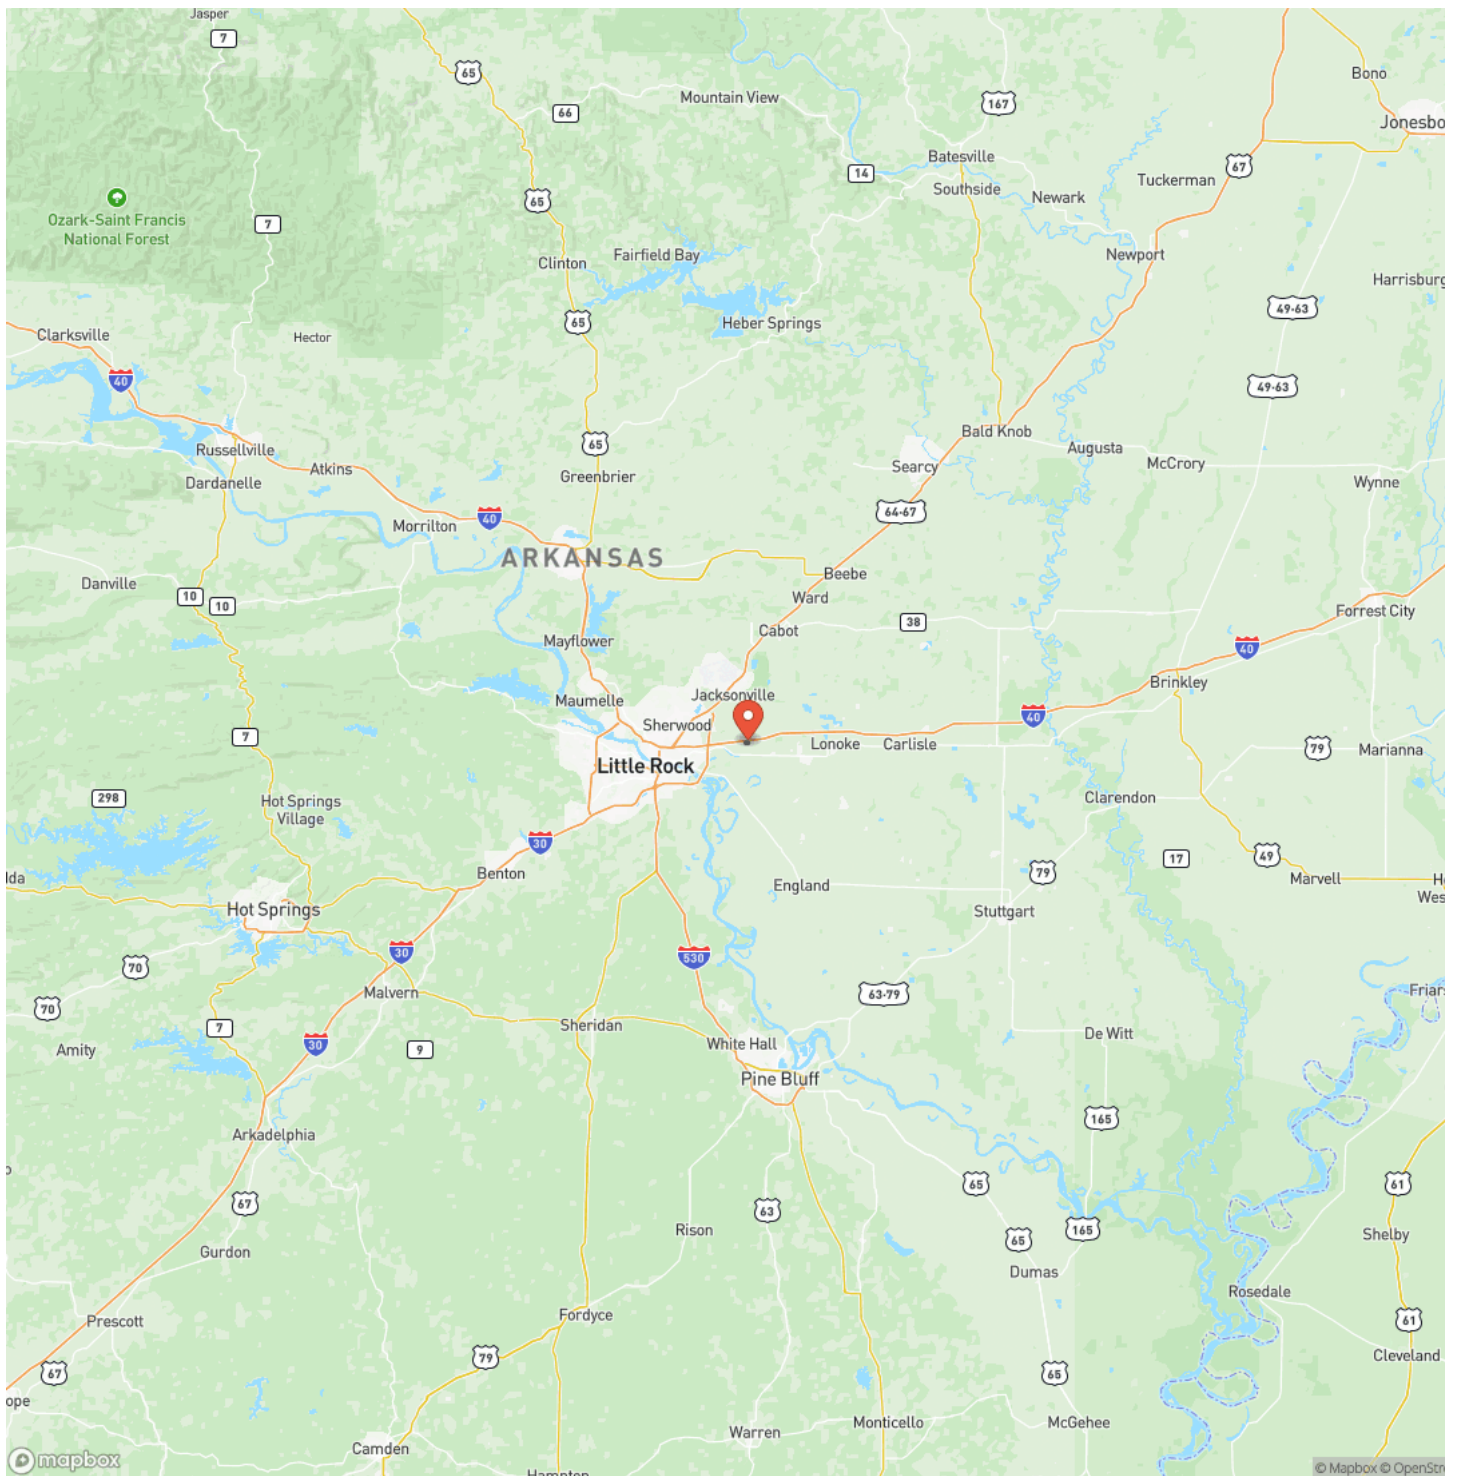 Jasper
7
65
Bono
Mountain View
167
66
Jonesbo
Batesville
14
67
Tuckerman
Southside
Newark
65
Ozark-Saint Francis
National Forest
7
Fairfield Bay
Clinton
Newport
Harrisburg
49-63
65
Heber Springs
Clarksville
Hector
40
49-63
Bald Knob
65
Augusta
Russellville
McCrory
Searcy
Atkins
Greenbrier
Dardanelle
Wynne
64-67
40
Morrilton
ARKANSAS
Beebe
Danville
10
Ward
10
Forrest City
38
Cabot
Mayflower
40
Brinkley
Jacksonville
Maumelle
40
Sherwood
7
Lonoke
Carlisle
79
Marianna
Little Rock
298
Hot Springs
Village
Clarendon
30
49
17
Benton
79
da
Marvell
England
Wes
Hot Springs
Stuttgart
30
530
70
63-79
Malvern
Friars
70
7
Sheridan
De Witt
30
White Hall
9
Amity
Pine Bluff
165
Arkadelphia
65
61
67
63
Rison
165
Shelby
65
Gurdon
Dumas
Rosedale
Fordyce
Prescott
61
79
Cleveland
67
65
ope
Monticello
McGehee
Warren
Camden
mapbox
© Mapbox © OpenStre
Hampton